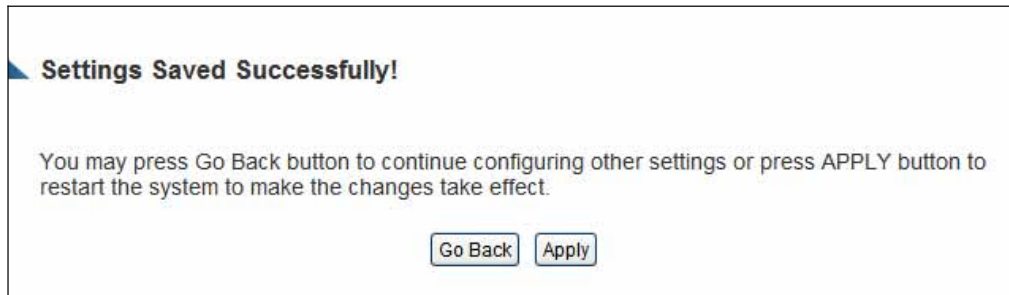 Settings Saved Successfully!
You may press Go Back button to continue configuring other settings or press APPLY button to
restart the system to make the changes take effect.
Go Back Apply